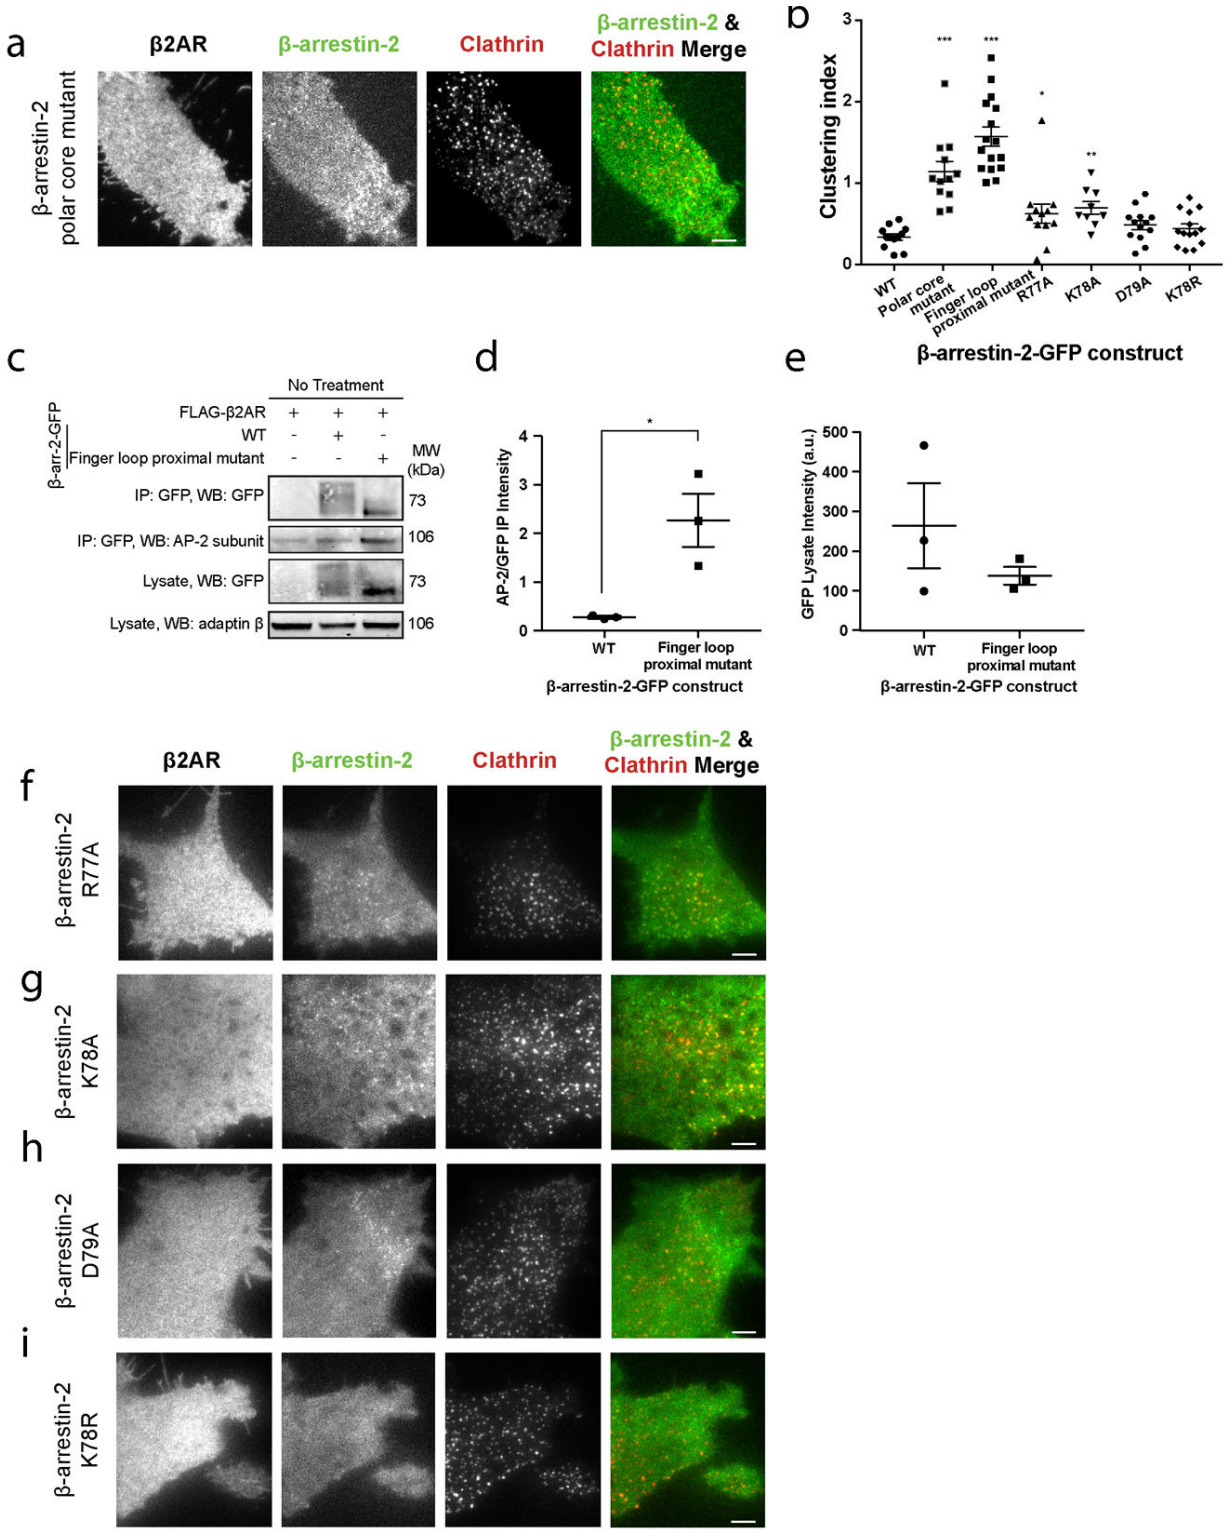 a
β2AR
β-arrestin-2
Clathrin
β-arrestin-2 &
Clathrin Merge
β-arrestin-2
polar core mutant
b
Clustering index
3
2
1
0
***
***
*
**
WT
Polar core
mutant
Finger loop
proximal mutant
R77A
K78A
D79A
K78R
β-arrestin-2-GFP construct
c
No Treatment
FLAG-β2AR + + +
β-arr-2-GFP
WT - + -
Finger loop proximal mutant - - +
MW
(kDa)
IP: GFP, WB: GFP 73
IP: GFP, WB: AP-2 subunit 106
Lysate, WB: GFP 73
Lysate, WB: adaptin β 106
d
AP-2/GFP IP Intensity
4
3
2
1
0
*
WT
Finger loop
proximal mutant
β-arrestin-2-GFP construct
e
GFP Lysate Intensity (a.u.)
500
400
300
200
100
0
WT
Finger loop
proximal mutant
β-arrestin-2-GFP construct
β2AR
β-arrestin-2
Clathrin
β-arrestin-2 &
Clathrin Merge
f
β-arrestin-2
R77A
g
β-arrestin-2
K78A
h
β-arrestin-2
D79A
i
β-arrestin-2
K78R